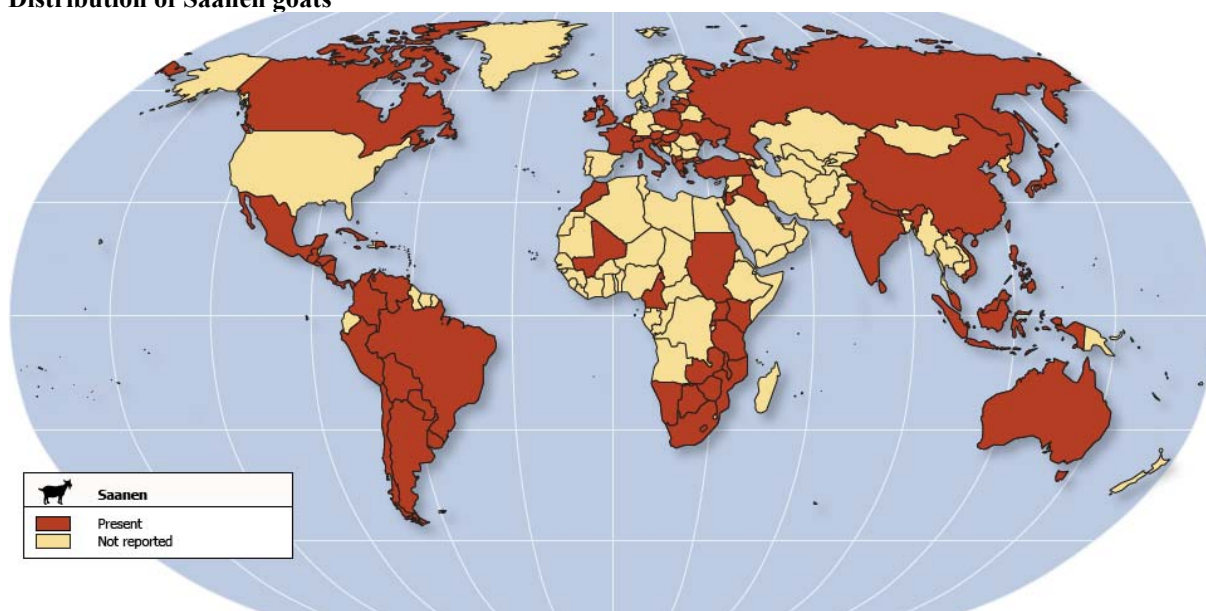 Distribution of Saanen goats
Saanen
Present
Not reported